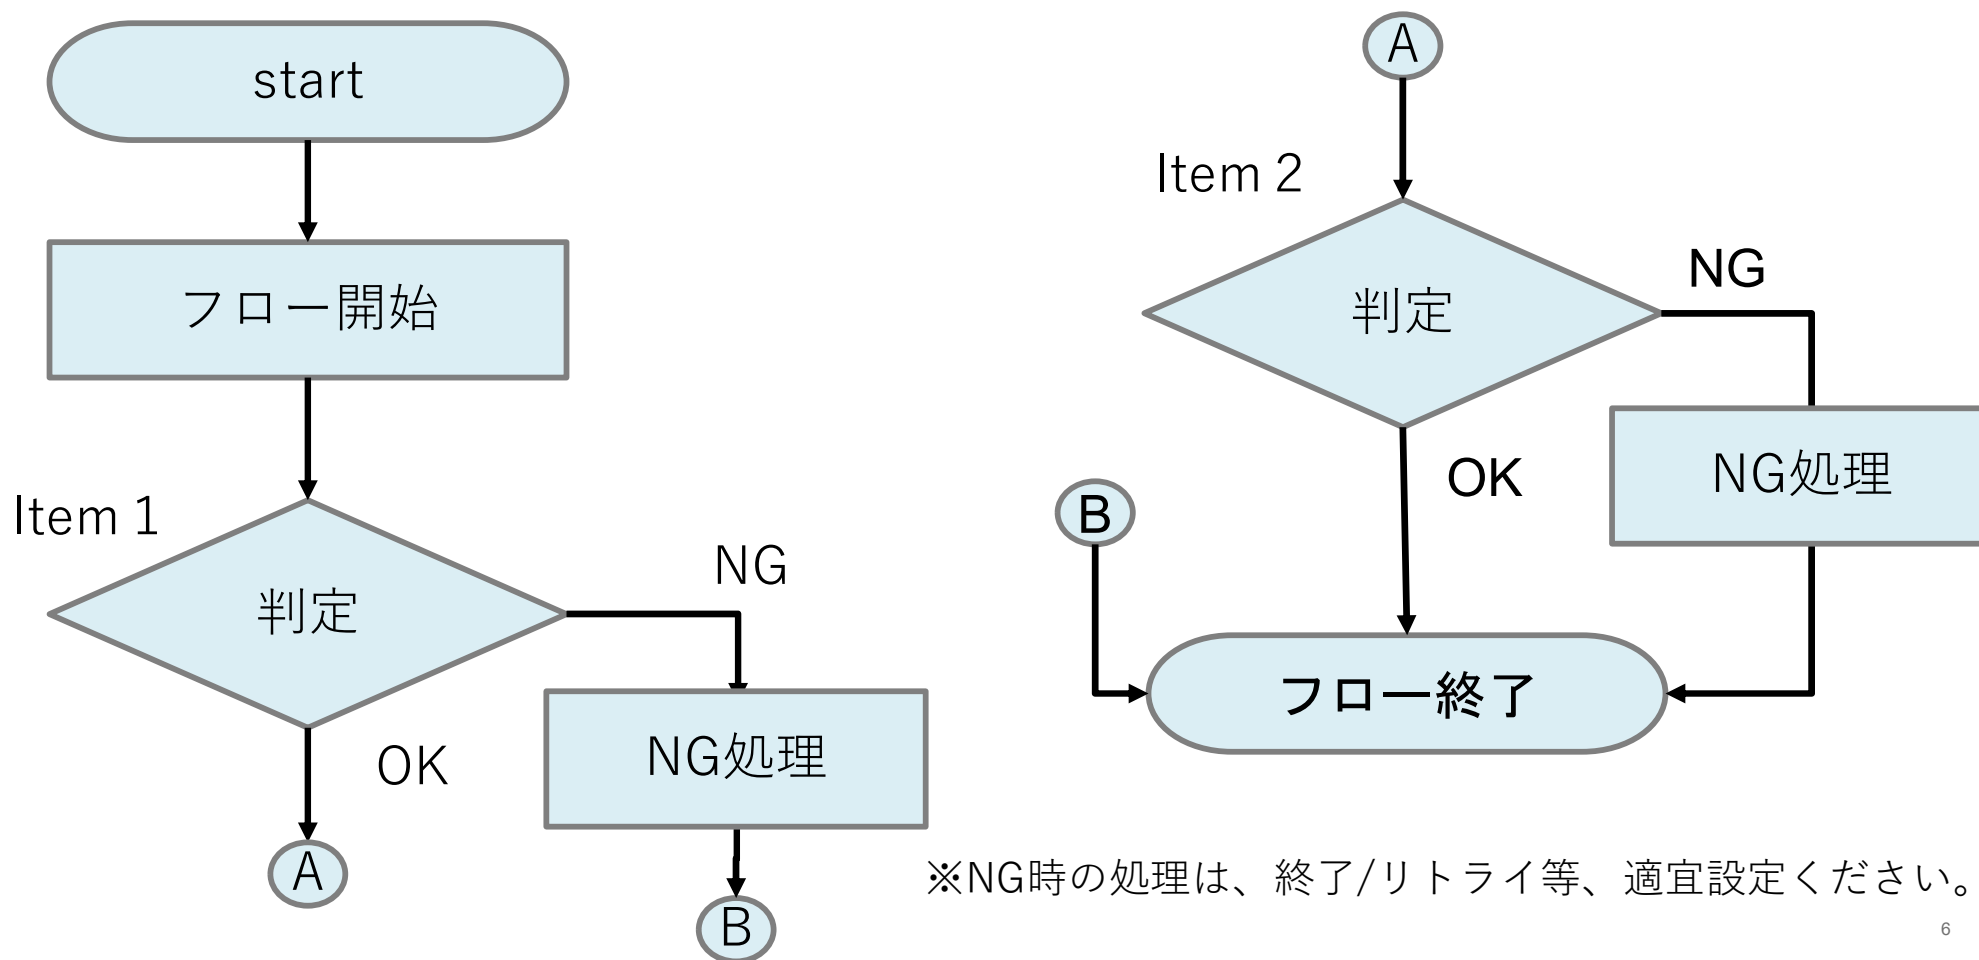 start
フロー開始
Item 1
判定
NG
OK
NG処理
A
B
A
Item 2
判定
NG
OK
NG処理
B
フロー終了
※NG時の処理は、終了/リトライ等、適宜設定ください。
6